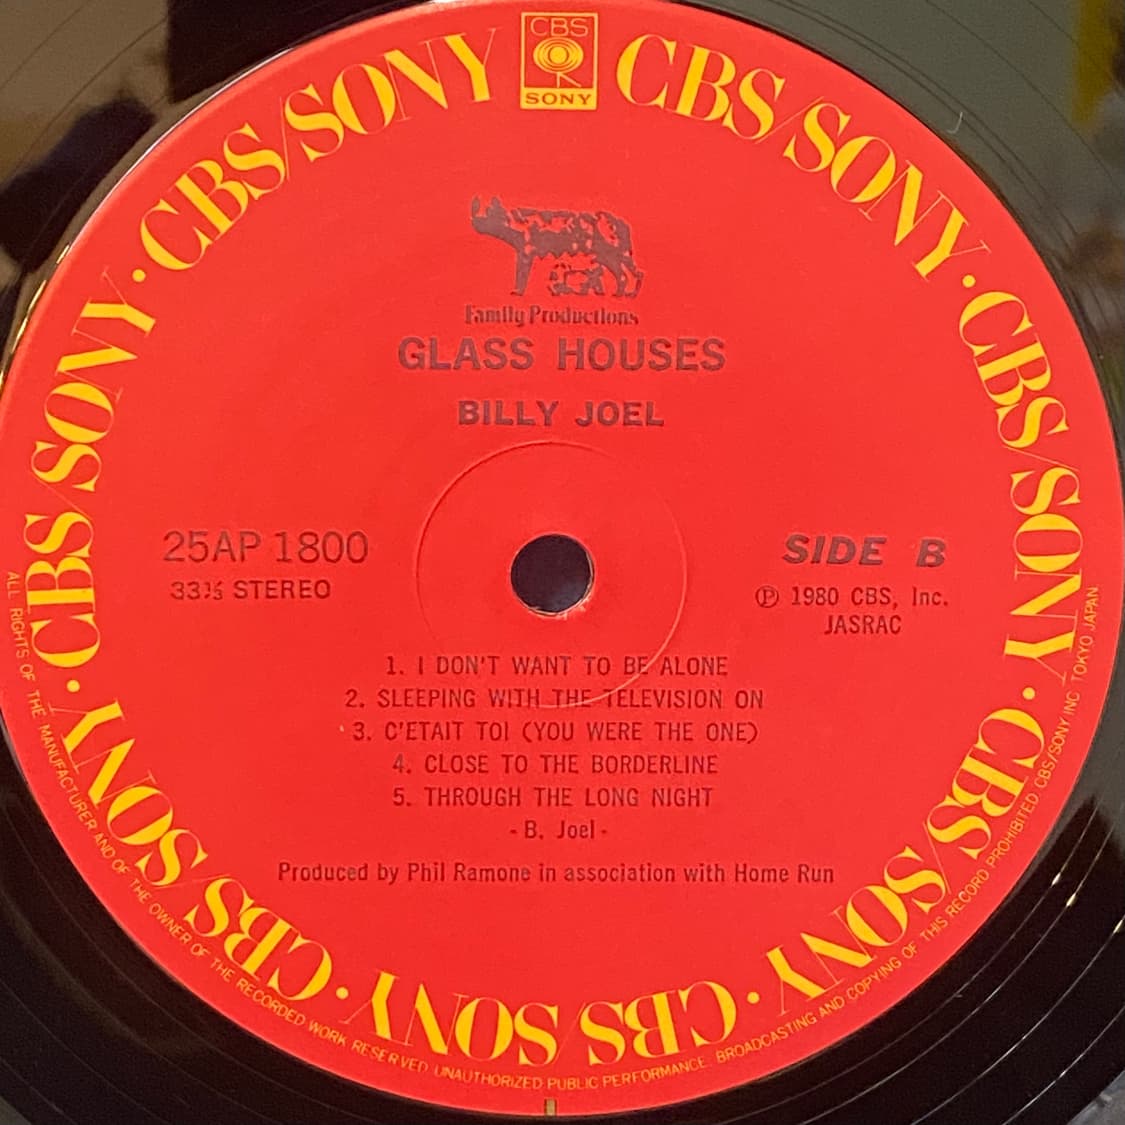 CBS
SONY
CBS/SONY · CBS/SONY · CBS/SONY · CBS/SONY · CBS/SONY · CBS/SONY · CBS/SONY · CBS/SONY
Family Productions
GLASS HOUSES
BILLY JOEL
25AP 1800
33⅓ STEREO
SIDE B
Ⓟ 1980 CBS, Inc.
JASRAC
1. I DON'T WANT TO BE ALONE
2. SLEEPING WITH THE TELEVISION ON
3. C'ETAIT TOI (YOU WERE THE ONE)
4. CLOSE TO THE BORDERLINE
5. THROUGH THE LONG NIGHT
- B. Joel -
Produced by Phil Ramone in association with Home Run
ALL RIGHTS OF THE MANUFACTURER AND OF THE OWNER OF THE RECORDED WORK RESERVED UNAUTHORIZED PUBLIC PERFORMANCE. BROADCASTING AND COPYING OF THIS RECORD PROHIBITED. CBS/SONY INC TOKYO JAPAN